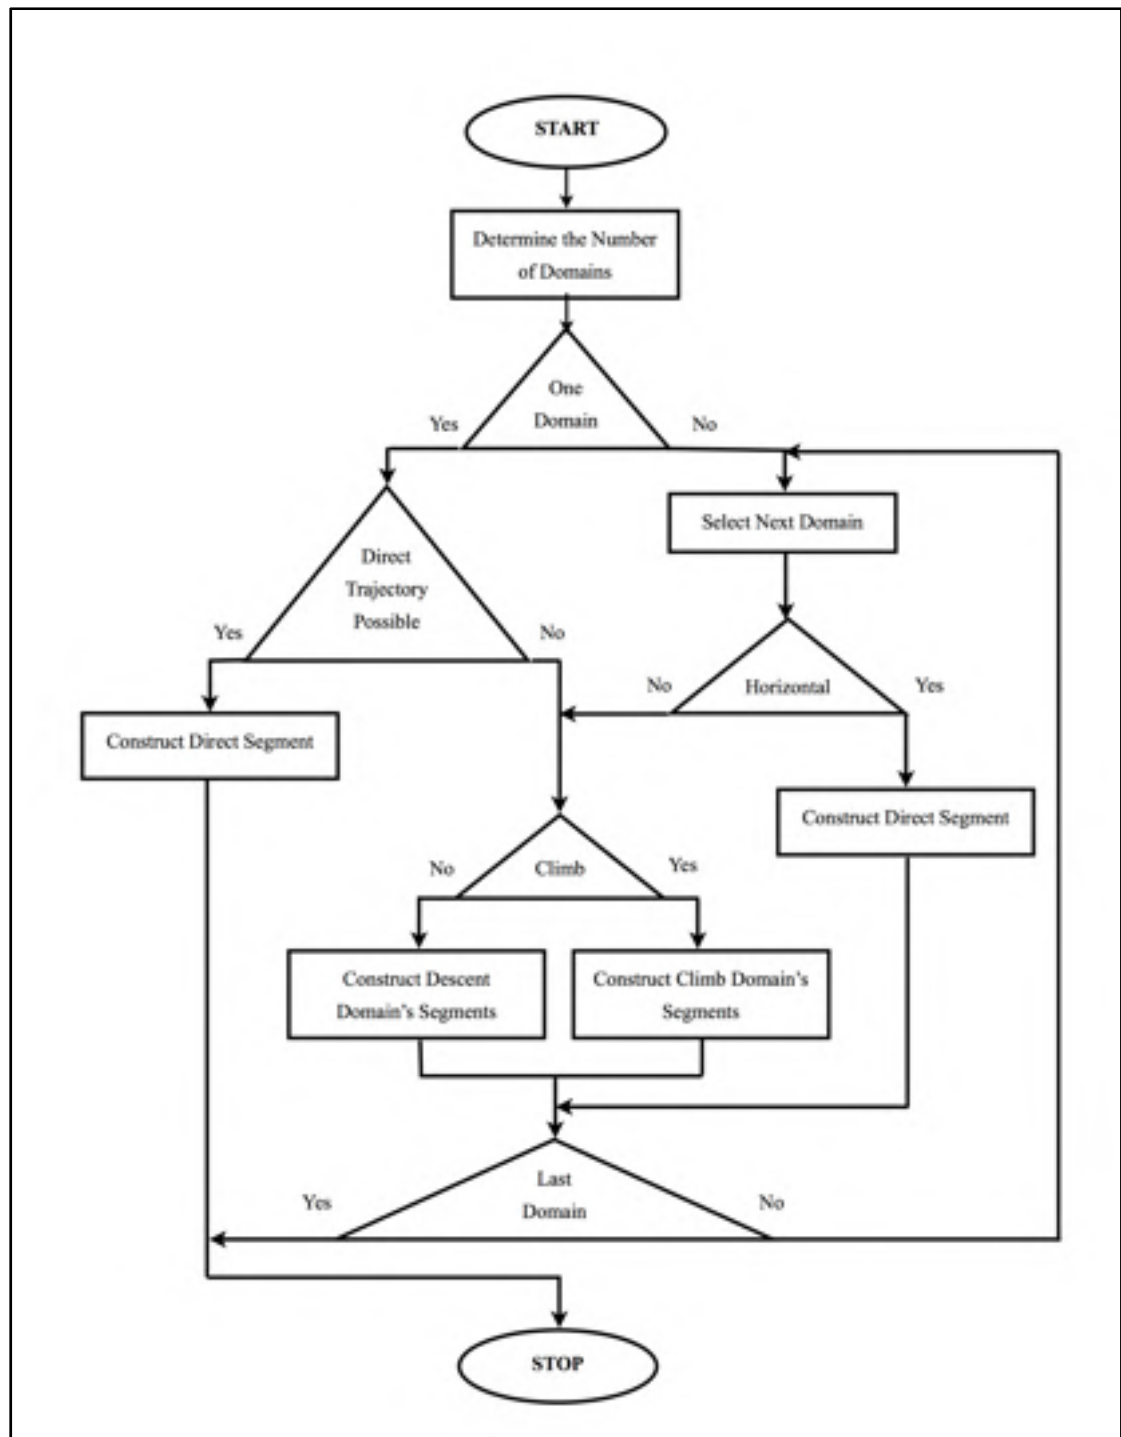 START
Determine the Number
of Domains
One
Domain
Yes
No
Select Next Domain
Direct
Trajectory
Possible
Yes
No
Horizontal
No
Yes
Construct Direct Segment
Construct Direct Segment
Climb
No
Yes
Construct Descent
Domain's Segments
Construct Climb Domain's
Segments
Last
Domain
Yes
No
STOP